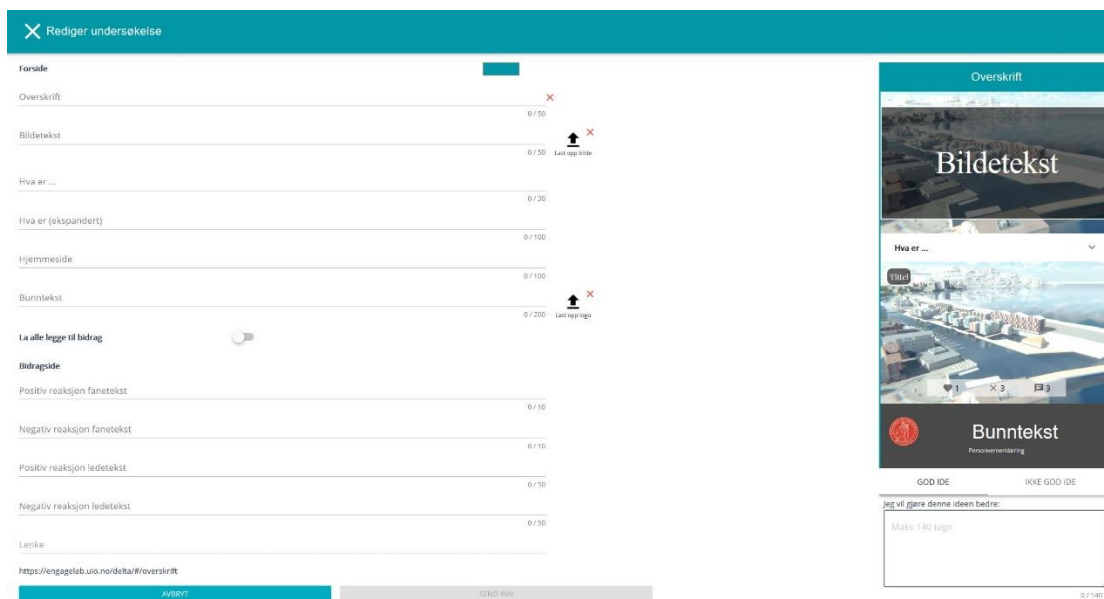 Rediger undersøkelse
Forside
Overskrift
0 / 50
Bildetekst
0 / 50
Last opp bilde
Hva er ...
0 / 30
Hva er (ekspandert)
0 / 100
Hjemmeside
0 / 100
Bunntekst
0 / 200
Last opp logo
La alle legge til bidrag
Bidragside
Positiv reaksjon fanetekst
0 / 10
Negativ reaksjon fanetekst
0 / 10
Positiv reaksjon ledetekst
0 / 50
Negativ reaksjon ledetekst
0 / 50
Lenke
https://engagelab.uio.no/delta/#/overskrift
AVBRYT
SEND INN
Overskrift
Bildetekst
Hva er ...
Tittel
1
3
3
Bunntekst
Personvernerklæring
GOD IDE
IKKE GOD IDE
Jeg vil gjøre denne ideen bedre:
Maks 140 tegn
0 / 140